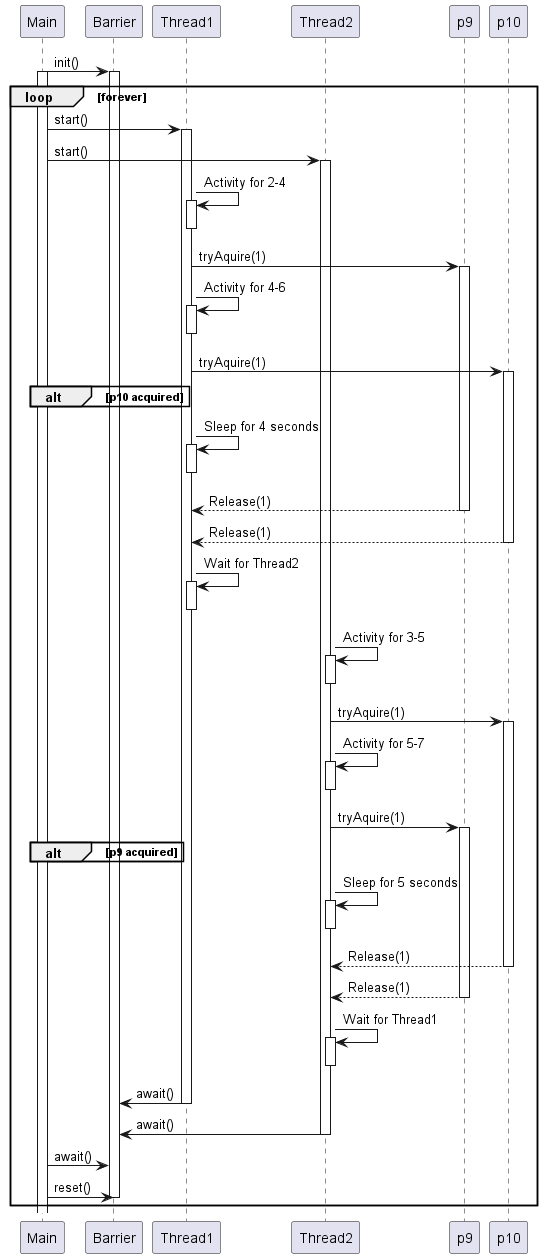 Main Barrier Thread1 Thread2 p9 p10
init()
loop [forever]
start()
start()
Activity for 2-4
tryAquire(1)
Activity for 4-6
tryAquire(1)
alt [p10 acquired]
Sleep for 4 seconds
Release(1)
Release(1)
Wait for Thread2
Activity for 3-5
tryAquire(1)
Activity for 5-7
tryAquire(1)
alt [p9 acquired]
Sleep for 5 seconds
Release(1)
Release(1)
Wait for Thread1
await()
await()
await()
reset()
Main Barrier Thread1 Thread2 p9 p10